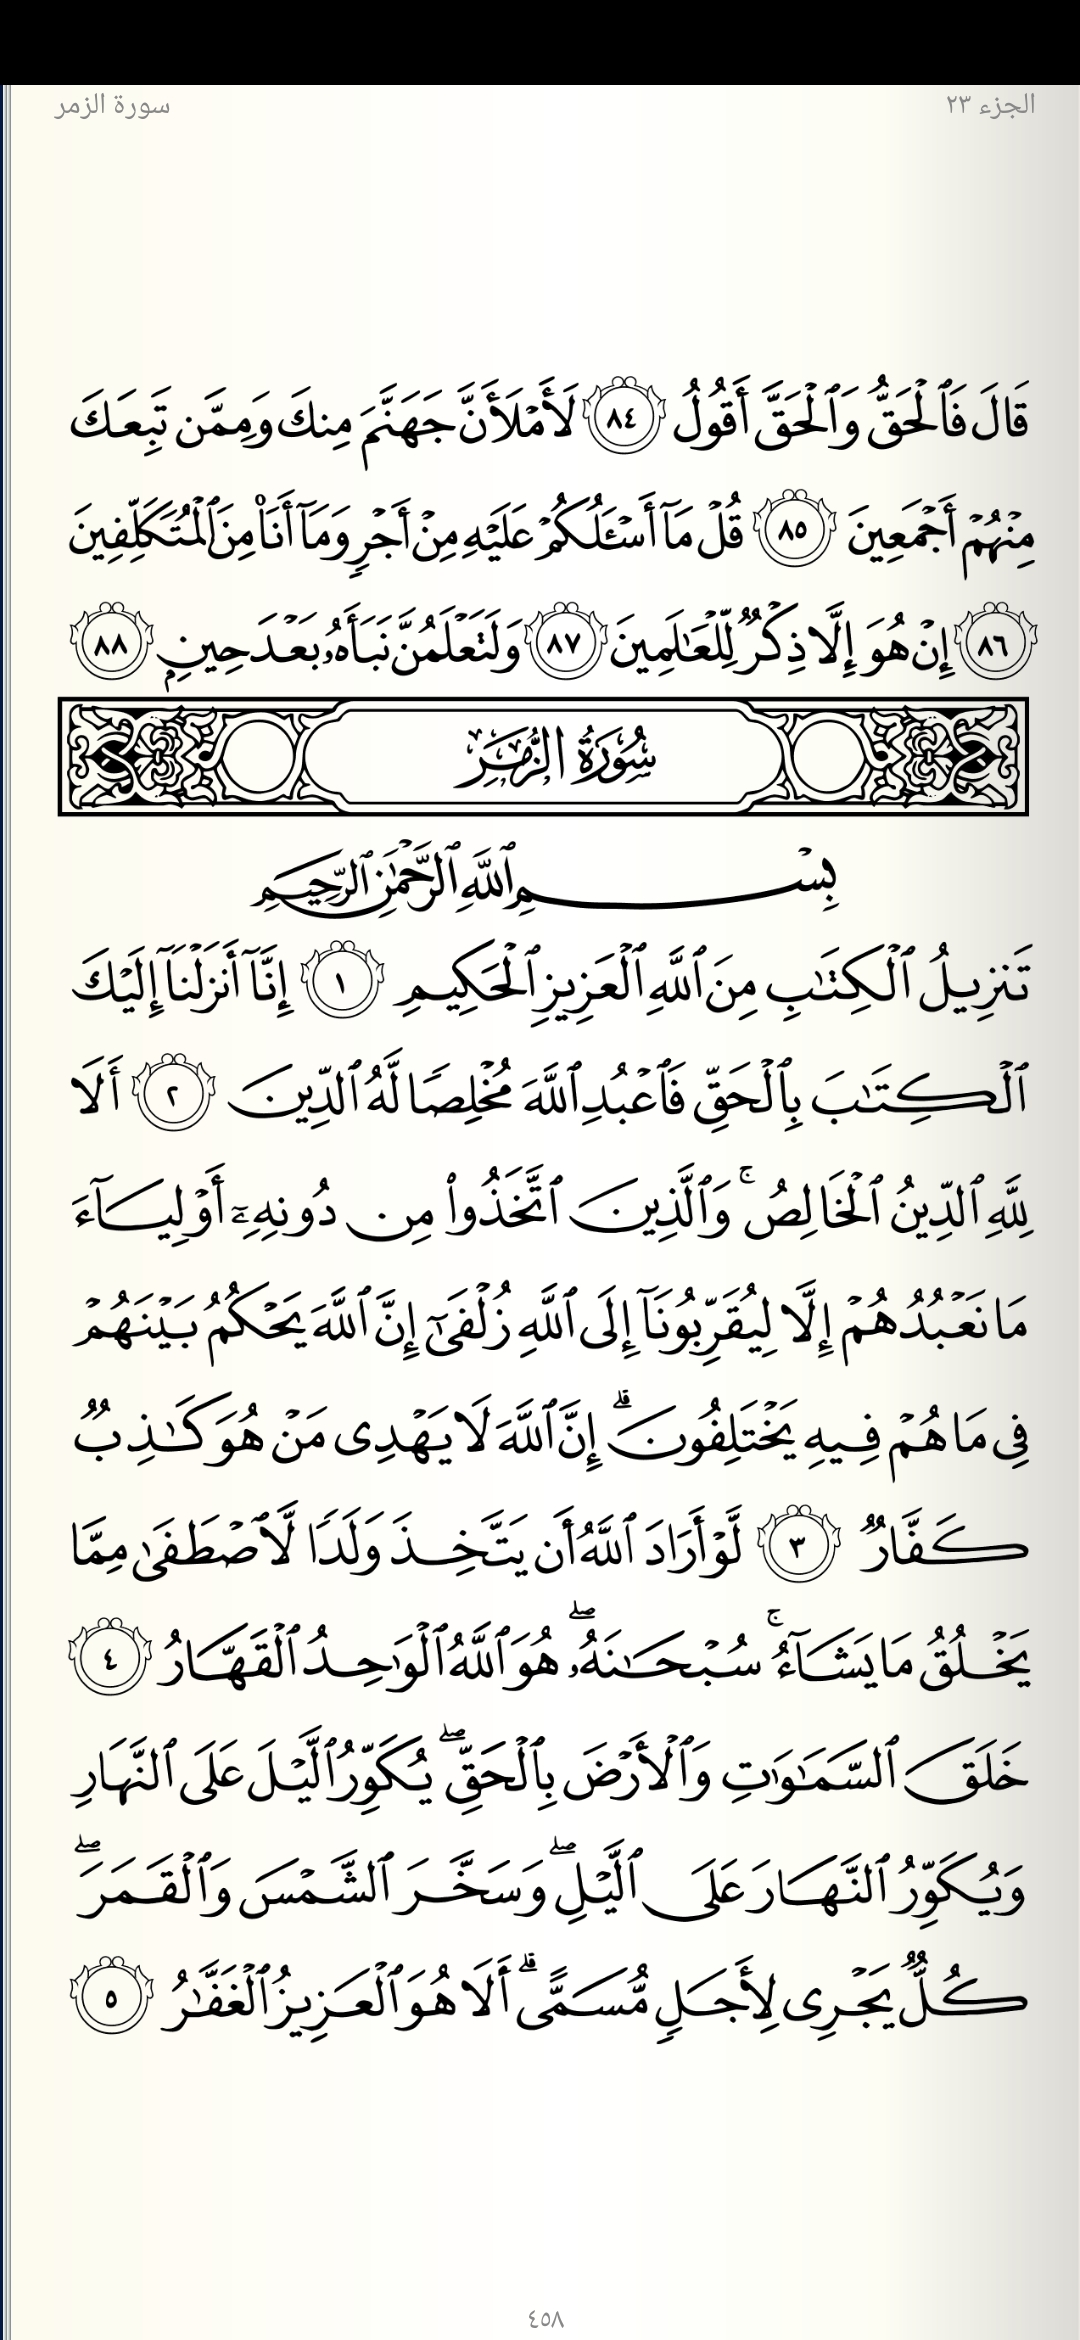 الجزء ٢٣
سورة الزمر
قَالَ فَٱلْحَقُّ وَٱلْحَقَّ أَقُولُ ٨٤ لَأَمْلَأَنَّ جَهَنَّمَ مِنكَ وَمِمَّن تَبِعَكَ
مِنْهُمْ أَجْمَعِينَ ٨٥ قُلْ مَآ أَسْـَٔلُكُمْ عَلَيْهِ مِنْ أَجْرٍ وَمَآ أَنَا۠ مِنَ ٱلْمُتَكَلِّفِينَ
٨٦ إِنْ هُوَ إِلَّا ذِكْرٌ لِّلْعَٰلَمِينَ ٨٧ وَلَتَعْلَمُنَّ نَبَأَهُۥ بَعْدَ حِينٍۭ ٨٨
سُورَةُ الزُّمَرِ
بِسْمِ ٱللَّهِ ٱلرَّحْمَٰنِ ٱلرَّحِيمِ
تَنزِيلُ ٱلْكِتَٰبِ مِنَ ٱللَّهِ ٱلْعَزِيزِ ٱلْحَكِيمِ ١ إِنَّآ أَنزَلْنَآ إِلَيْكَ
ٱلْكِتَٰبَ بِٱلْحَقِّ فَٱعْبُدِ ٱللَّهَ مُخْلِصًا لَّهُ ٱلدِّينَ ٢ أَلَا
لِلَّهِ ٱلدِّينُ ٱلْخَالِصُ ۚ وَٱلَّذِينَ ٱتَّخَذُوا۟ مِن دُونِهِۦٓ أَوْلِيَآءَ
مَا نَعْبُدُهُمْ إِلَّا لِيُقَرِّبُونَآ إِلَى ٱللَّهِ زُلْفَىٰٓ إِنَّ ٱللَّهَ يَحْكُمُ بَيْنَهُمْ
فِى مَا هُمْ فِيهِ يَخْتَلِفُونَ ۗ إِنَّ ٱللَّهَ لَا يَهْدِى مَنْ هُوَ كَٰذِبٌ
كَفَّارٌ ٣ لَّوْ أَرَادَ ٱللَّهُ أَن يَتَّخِذَ وَلَدًا لَّٱصْطَفَىٰ مِمَّا
يَخْلُقُ مَا يَشَآءُ ۚ سُبْحَٰنَهُۥ ۖ هُوَ ٱللَّهُ ٱلْوَٰحِدُ ٱلْقَهَّارُ ٤
خَلَقَ ٱلسَّمَٰوَٰتِ وَٱلْأَرْضَ بِٱلْحَقِّ ۖ يُكَوِّرُ ٱلَّيْلَ عَلَى ٱلنَّهَارِ
وَيُكَوِّرُ ٱلنَّهَارَ عَلَى ٱلَّيْلِ ۖ وَسَخَّرَ ٱلشَّمْسَ وَٱلْقَمَرَ ۖ
كُلٌّ يَجْرِى لِأَجَلٍ مُّسَمًّى ۗ أَلَا هُوَ ٱلْعَزِيزُ ٱلْغَفَّٰرُ ٥
٤٥٨